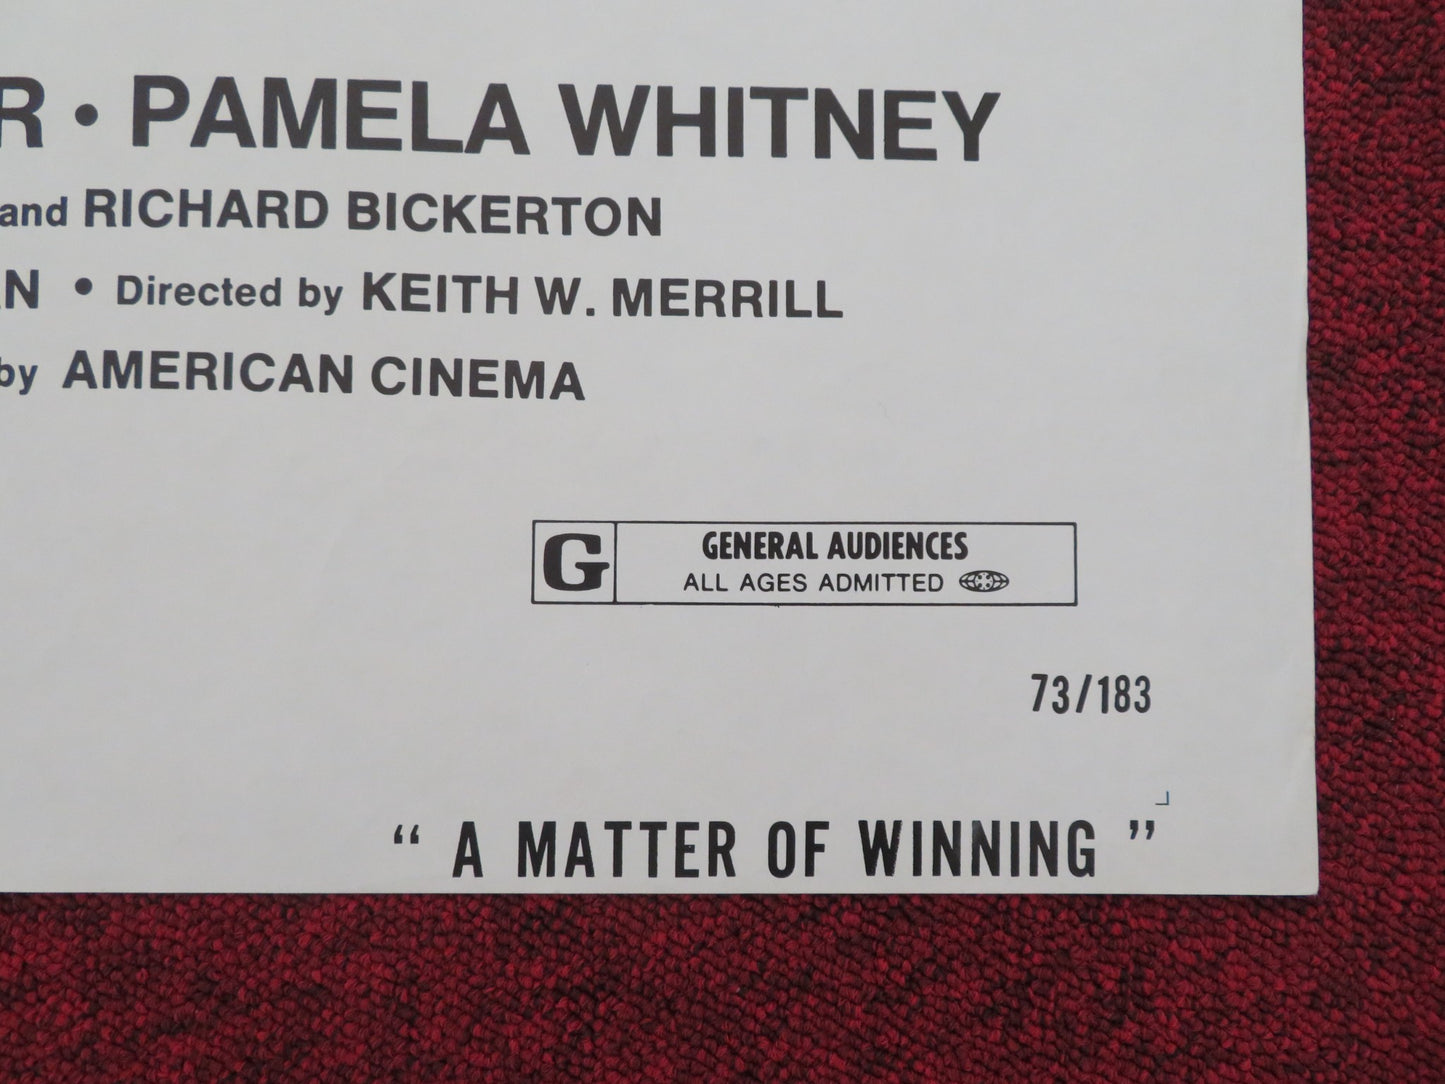 R • PAMELA WHITNEY
and RICHARD BICKERTON
AN • Directed by KEITH W. MERRILL
by AMERICAN CINEMA
G GENERAL AUDIENCES
ALL AGES ADMITTED
73/183
“ A MATTER OF WINNING ”